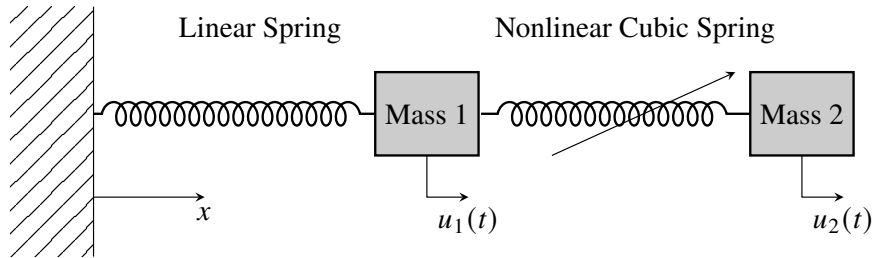 Linear Spring
Nonlinear Cubic Spring
Mass 1
Mass 2
x
u₁(t)
u₂(t)